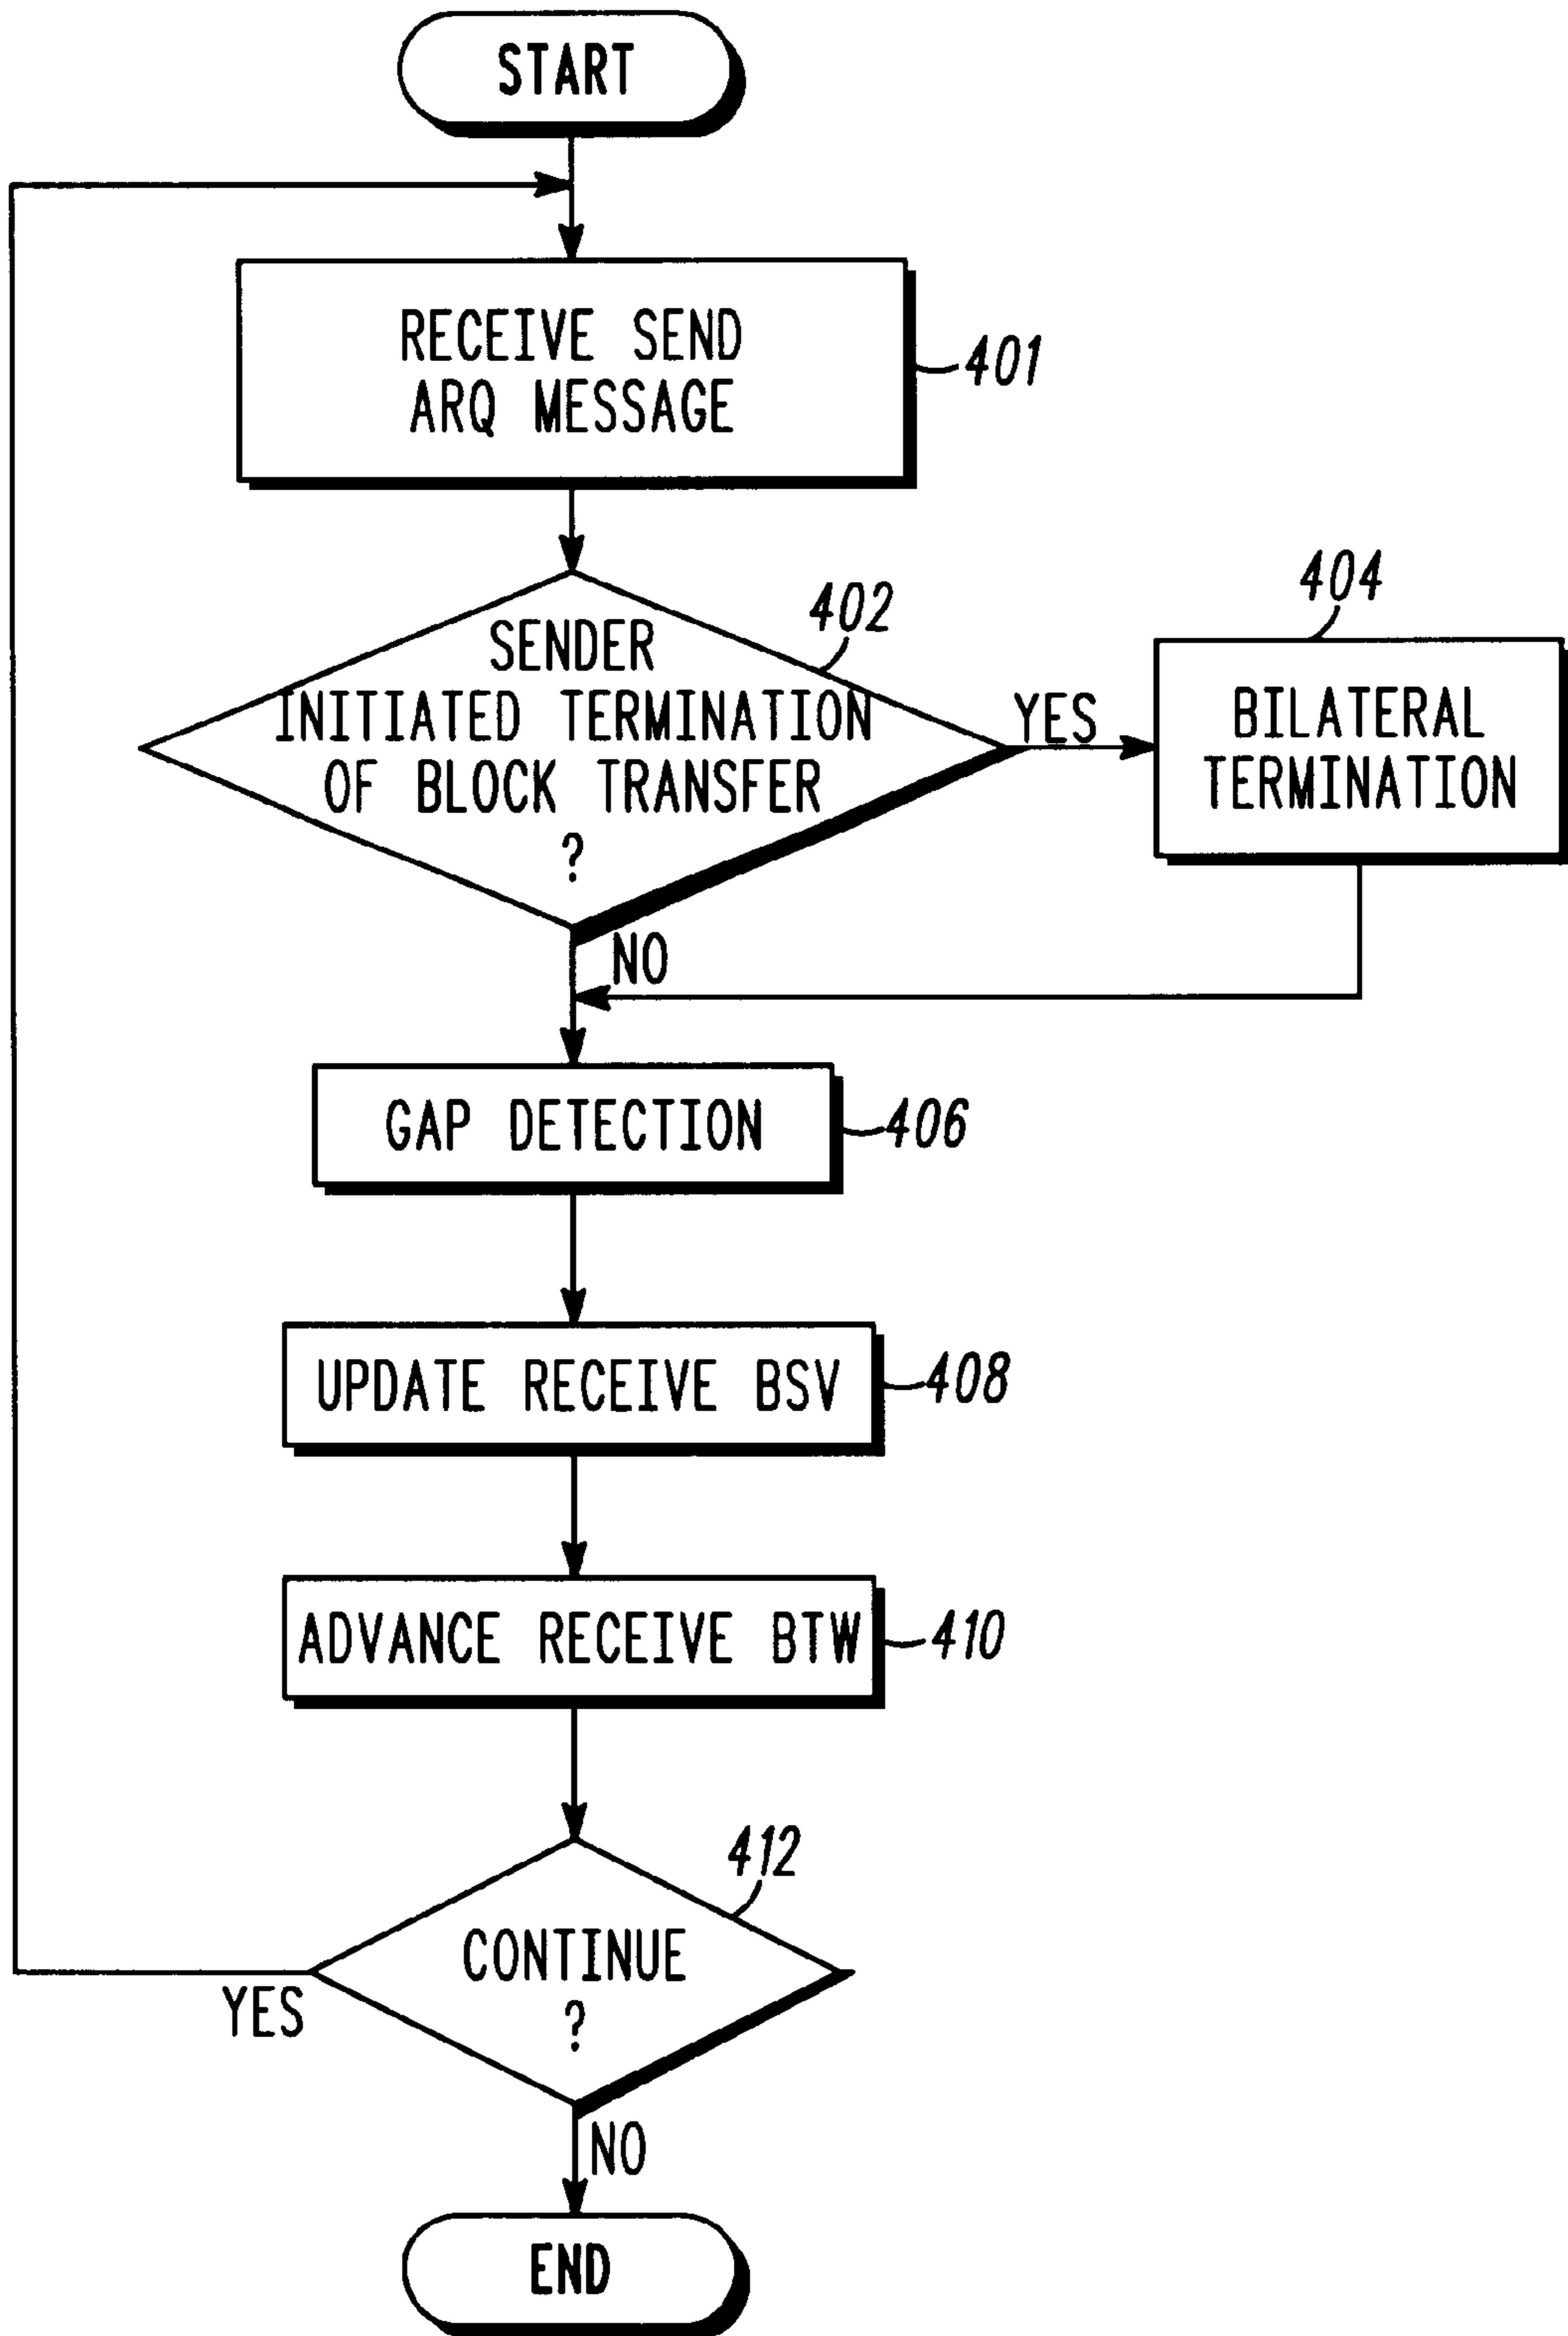 START
RECEIVE SEND
ARQ MESSAGE
401
402
SENDER
INITIATED TERMINATION
OF BLOCK TRANSFER
?
YES
404
BILATERAL
TERMINATION
NO
GAP DETECTION
406
UPDATE RECEIVE BSV
408
ADVANCE RECEIVE BTW
410
412
CONTINUE
?
YES
NO
END